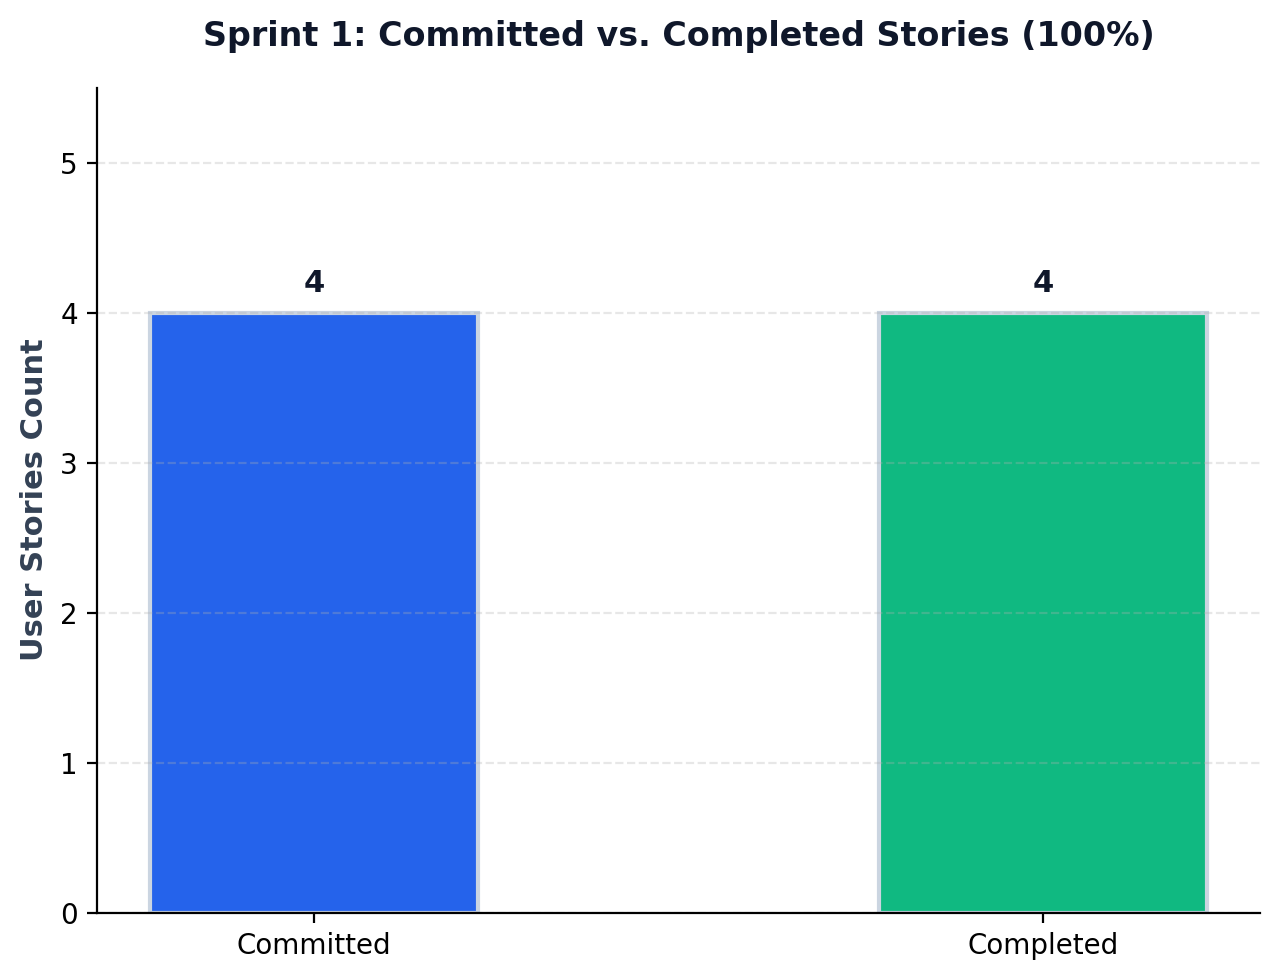 Sprint 1: Committed vs. Completed Stories (100%)
User Stories Count
5
4
3
2
1
0
4
4
Committed
Completed